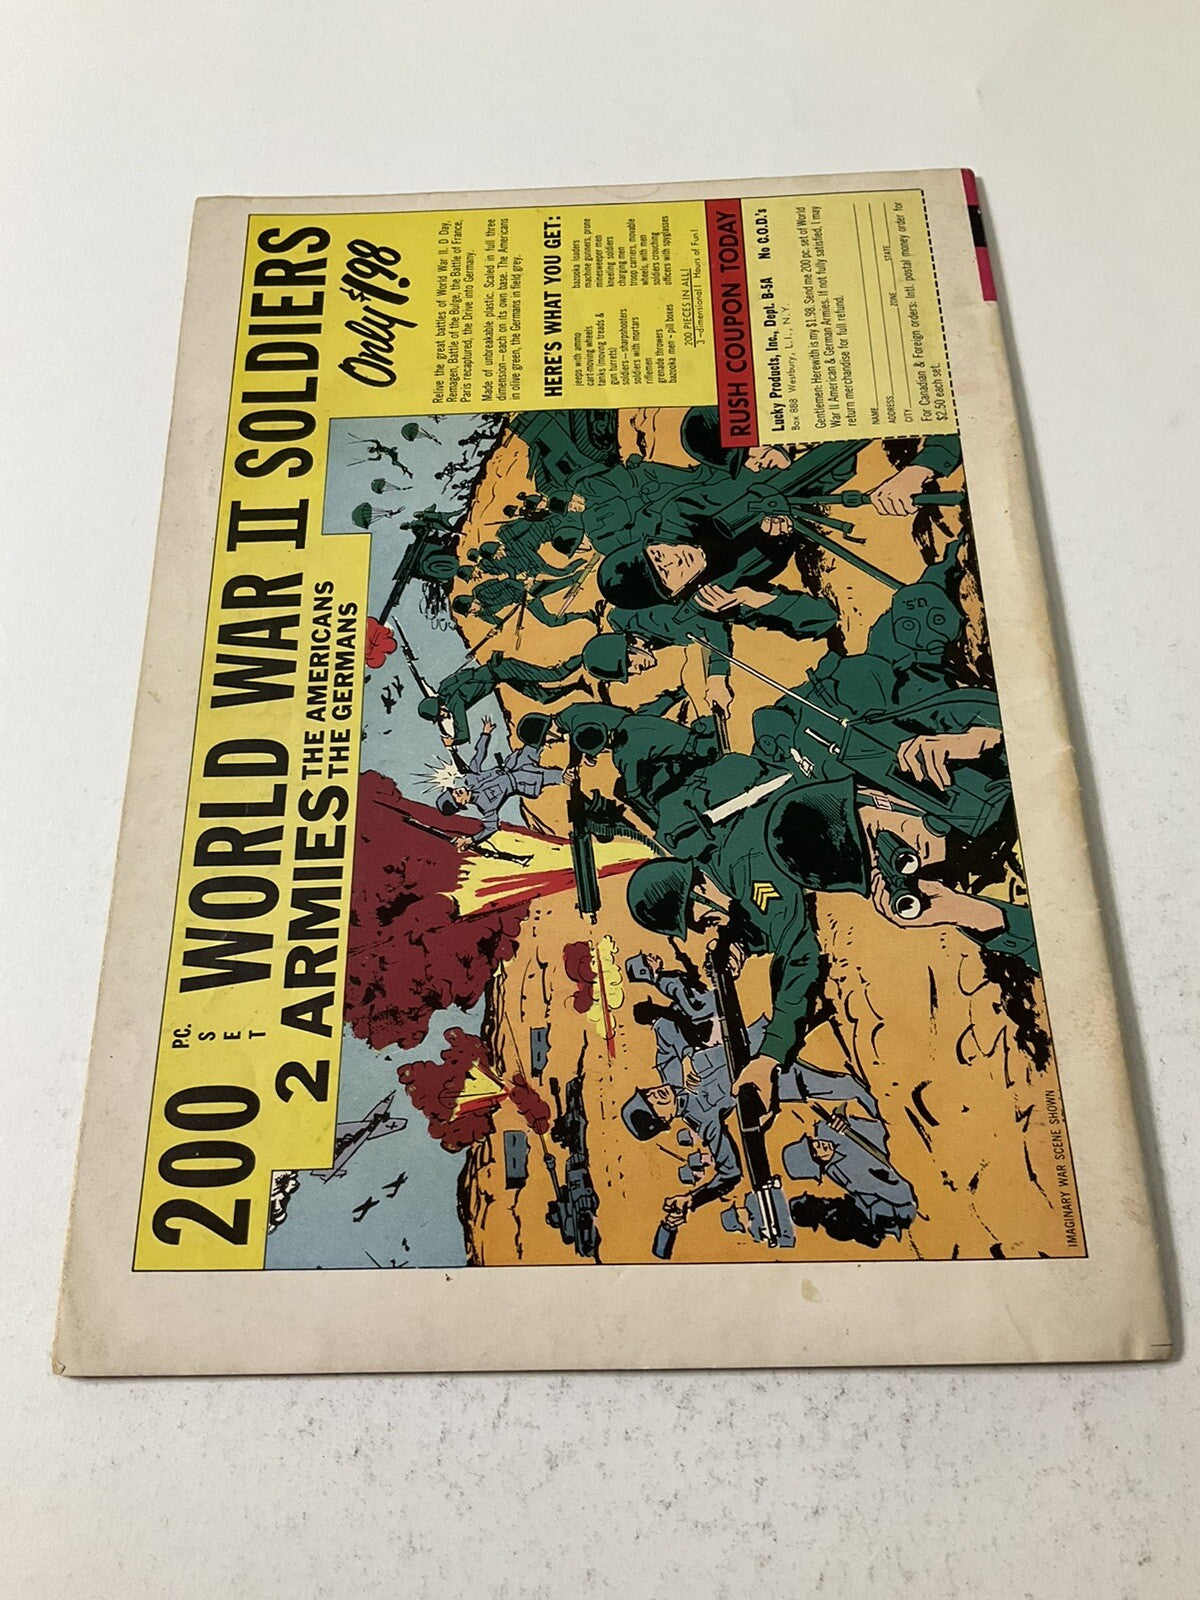 200 PC. SET WORLD WAR II SOLDIERS
2 ARMIES THE AMERICANS
THE GERMANS
Only $1.98
Relive the great battles of World War II. D Day,
Remagen, Battle of the Bulge, the Battle of France,
Paris recaptured, the Drive into Germany.
Made of unbreakable plastic. Scaled in full three
dimension—each on its own base. The Americans
in olive green, the Germans in field grey.
HERE'S WHAT YOU GET:
jeeps with ammo
cart-moving wheels
tanks (moving treads &
gun turrets)
soldiers—sharpshooters
soldiers with mortars
riflemen
grenade throwers
bazooka men - pill boxes
bazooka loaders
machine gunners, prone
minesweeper men
kneeling soldiers
charging men
troop carriers, movable
wheels, with men
soldiers crouching
officers with spyglasses
200 PIECES IN ALL!
3-dimensional! Hours of Fun!
RUSH COUPON TODAY
Lucky Products, Inc., Dept. B-5A No C.O.D.'s
Box 888 Westbury, L.I., N.Y.
Gentlemen: Herewith is my $1.98. Send me 200 pc. set of World
War II American & German Armies. If not fully satisfied, I may
return merchandise for full refund.
NAME
ADDRESS
CITY ZONE STATE
For Canadian & Foreign orders: Intl. postal money order for
$2.50 each set.
U.S.
IMAGINARY WAR SCENE SHOWN